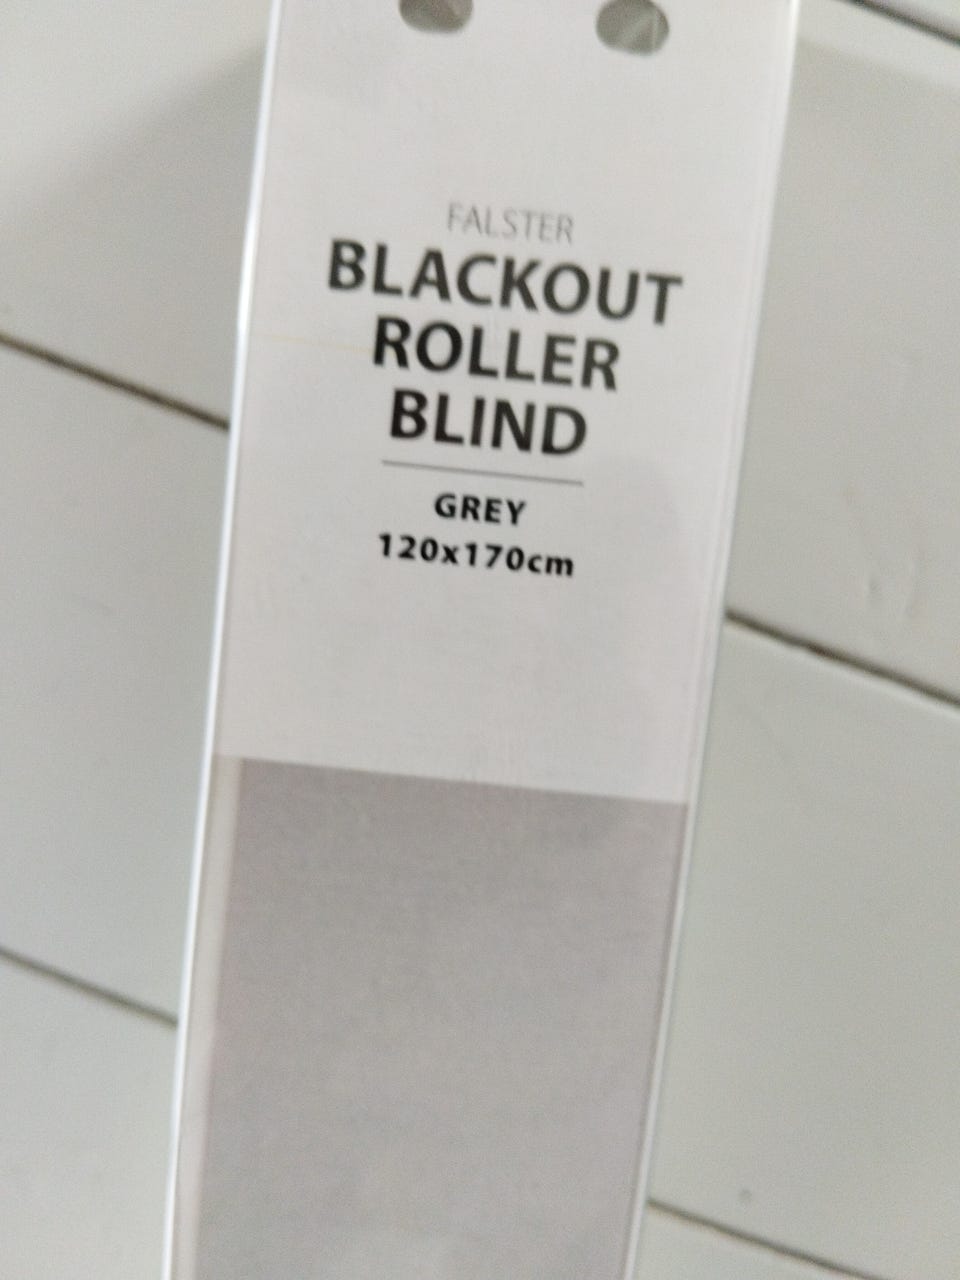 FALSTER
BLACKOUT
ROLLER
BLIND
GREY
120x170cm